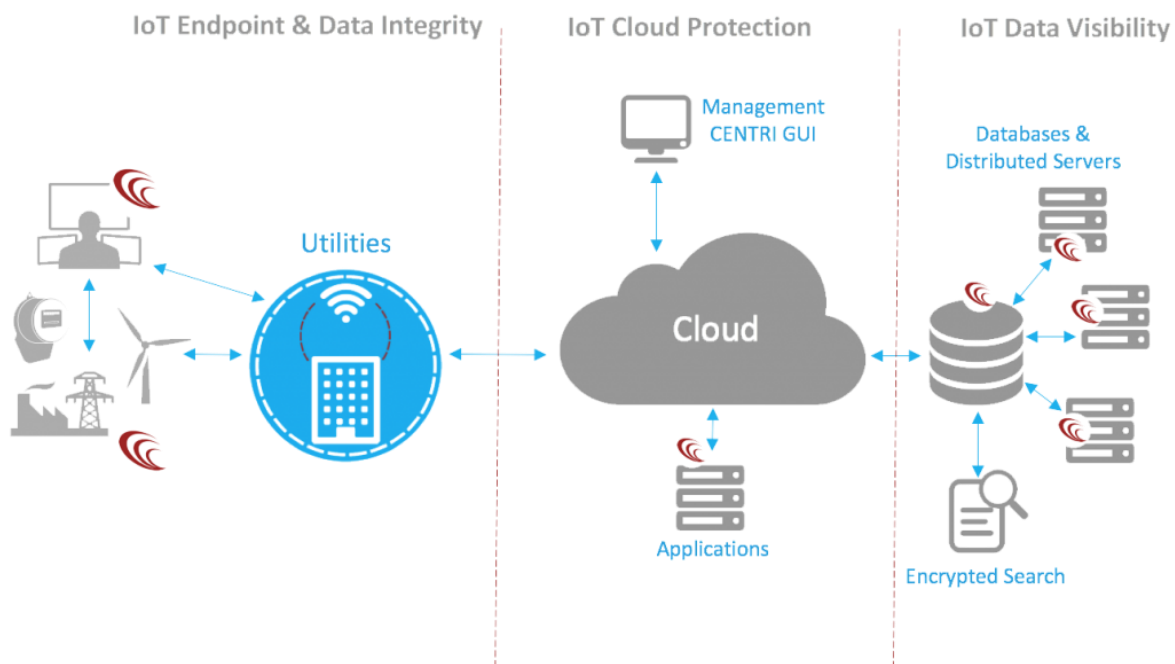 IoT Endpoint & Data Integrity
IoT Cloud Protection
IoT Data Visibility
Management
CENTRI GUI
Databases &
Distributed Servers
Utilities
Cloud
Applications
Encrypted Search